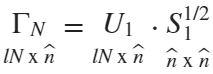 Γ_N = U_1 · S_1^{1/2}
lN x n̂ lN x n̂ n̂ x n̂